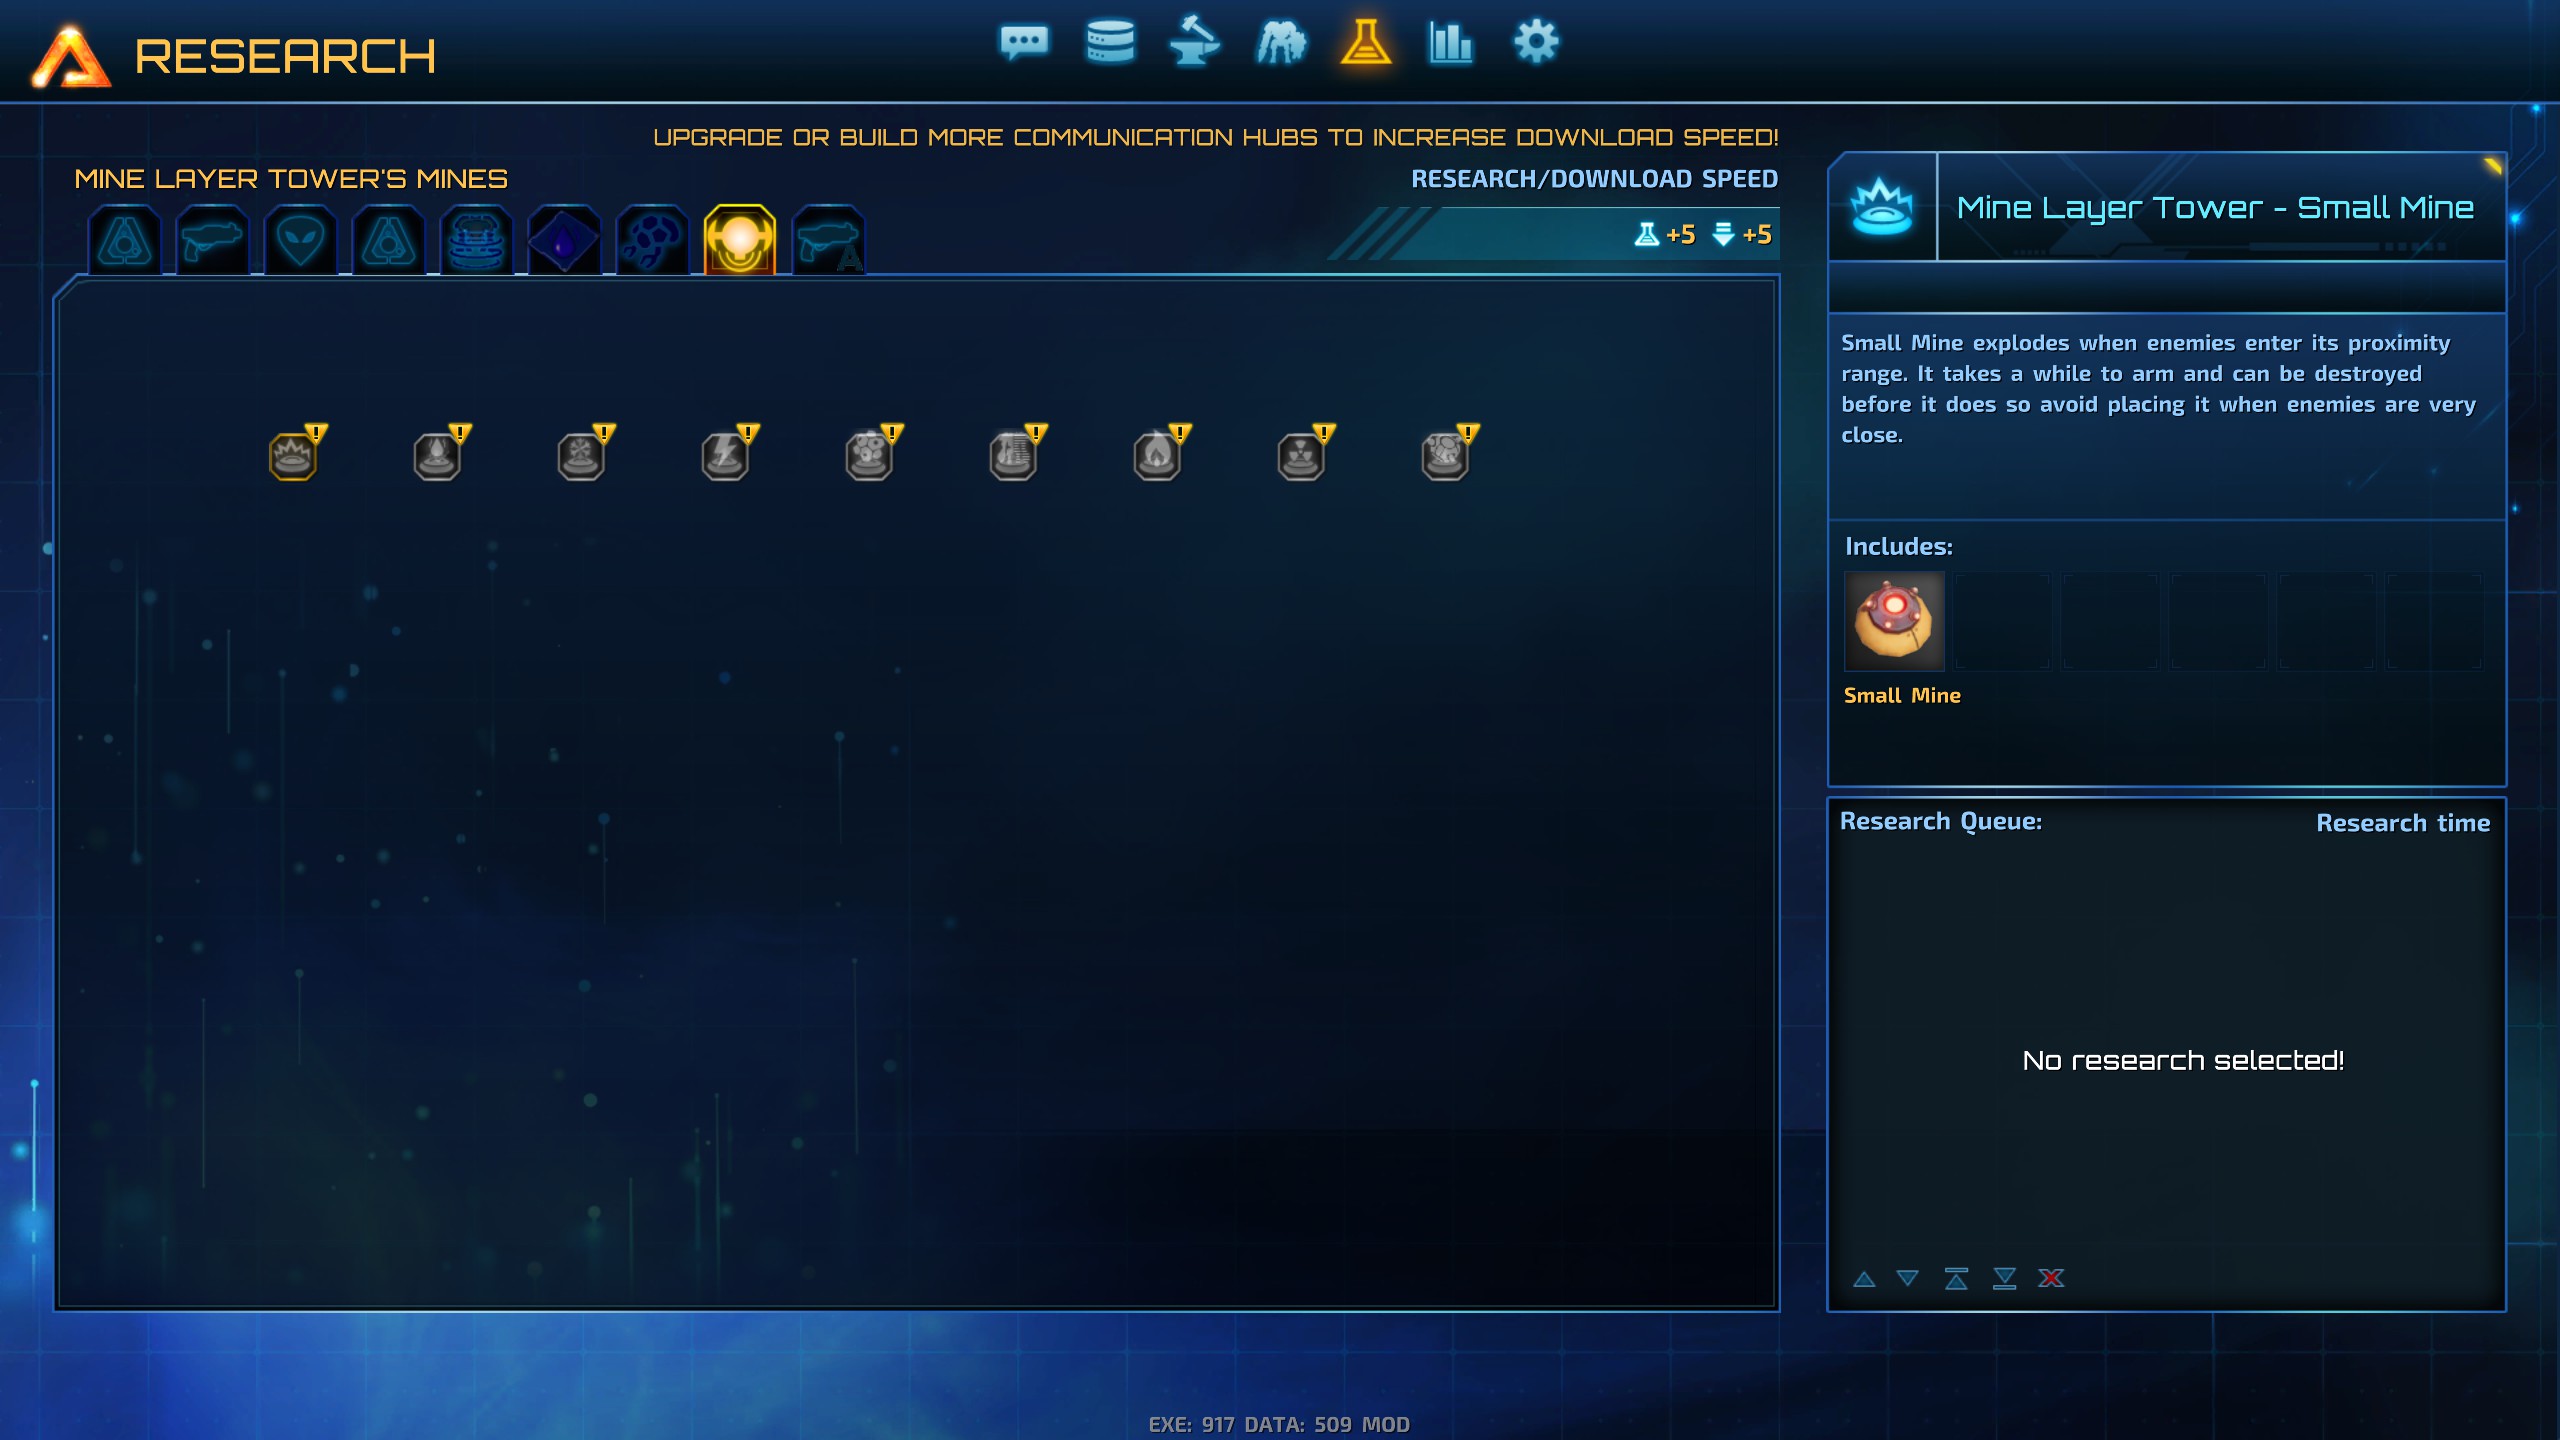 RESEARCH
UPGRADE OR BUILD MORE COMMUNICATION HUBS TO INCREASE DOWNLOAD SPEED!
MINE LAYER TOWER'S MINES
RESEARCH/DOWNLOAD SPEED
+5 +5
A
Mine Layer Tower - Small Mine
Small Mine explodes when enemies enter its proximity
range. It takes a while to arm and can be destroyed
before it does so avoid placing it when enemies are very
close.
Includes:
Small Mine
Research Queue:
Research time
No research selected!
EXE: 917 DATA: 509 MOD